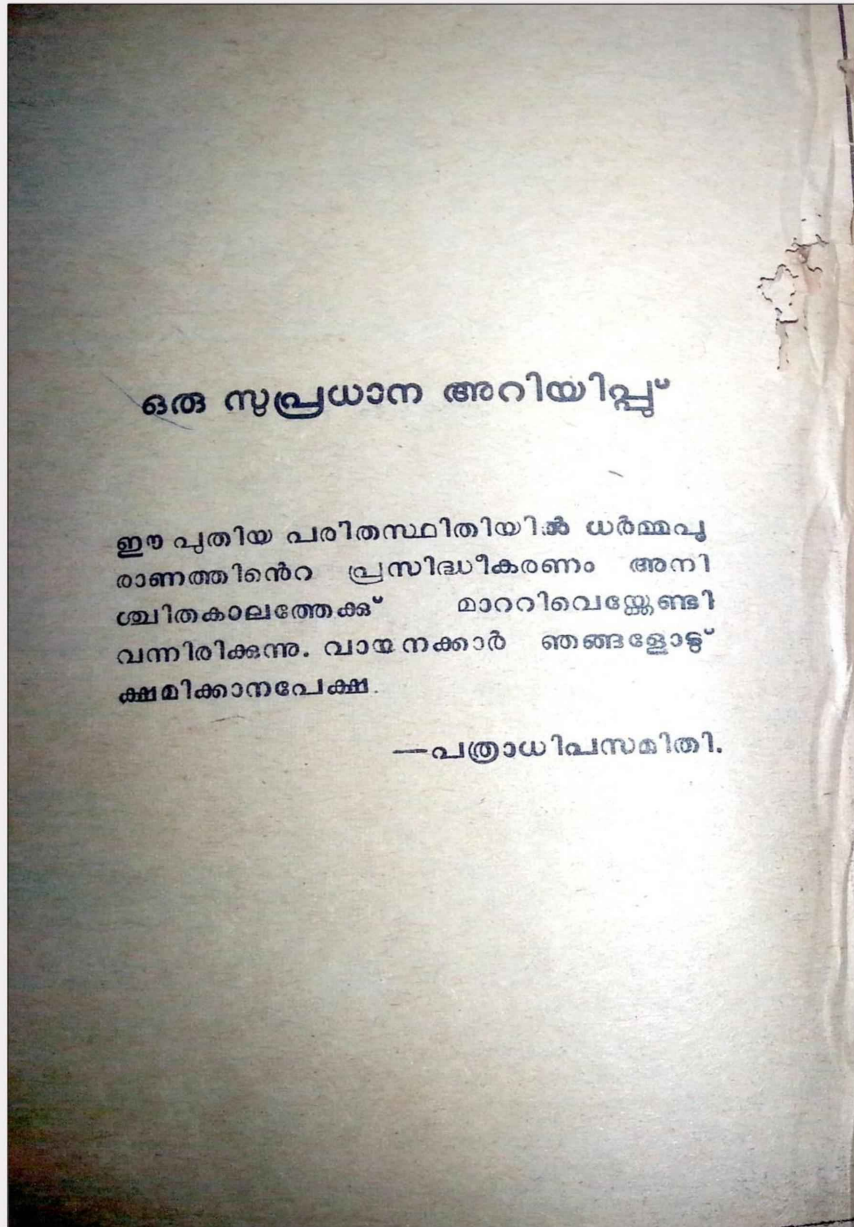 ഒരു സുപ്രധാന അറിയിപ്പു്
ഈ പുതിയ പരിതസ്ഥിതിയിൽ ധർമ്മപു
രാണത്തിൻെറ പ്രസിദ്ധീകരണം അനി
ശ്ചിതകാലത്തേക്കു് മാററിവെയ്ക്കേണ്ടി
വന്നിരിക്കുന്നു. വായനക്കാർ ഞങ്ങളോടു്
ക്ഷമിക്കാനപേക്ഷ.
—പത്രാധിപസമിതി.